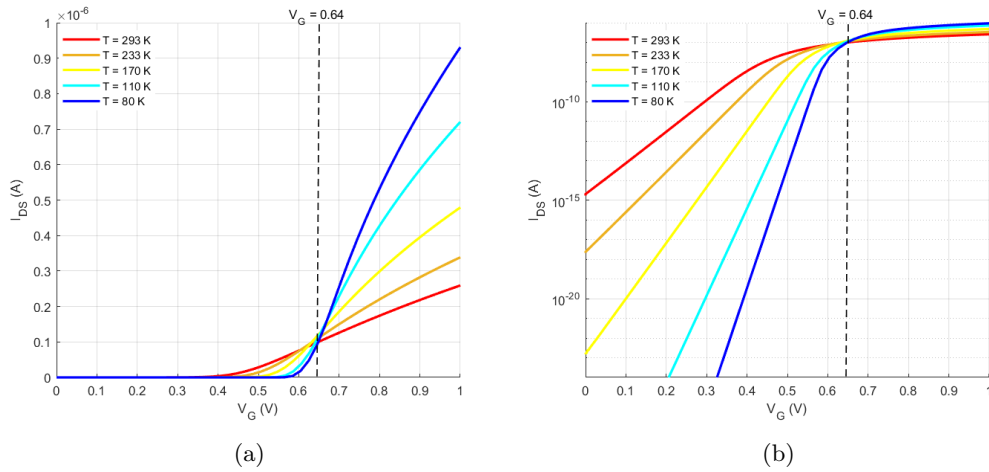 ×10⁻⁶
V_G = 0.64
1
0.9
0.8
0.7
0.6
0.5
0.4
0.3
0.2
0.1
0
I_DS (A)
T = 293 K
T = 233 K
T = 170 K
T = 110 K
T = 80 K
0 0.1 0.2 0.3 0.4 0.5 0.6 0.7 0.8 0.9 1
V_G (V)
(a)
V_G = 0.64
10⁻¹⁰
10⁻¹⁵
10⁻²⁰
I_DS (A)
T = 293 K
T = 233 K
T = 170 K
T = 110 K
T = 80 K
0 0.1 0.2 0.3 0.4 0.5 0.6 0.7 0.8 0.9 1
V_G (V)
(b)